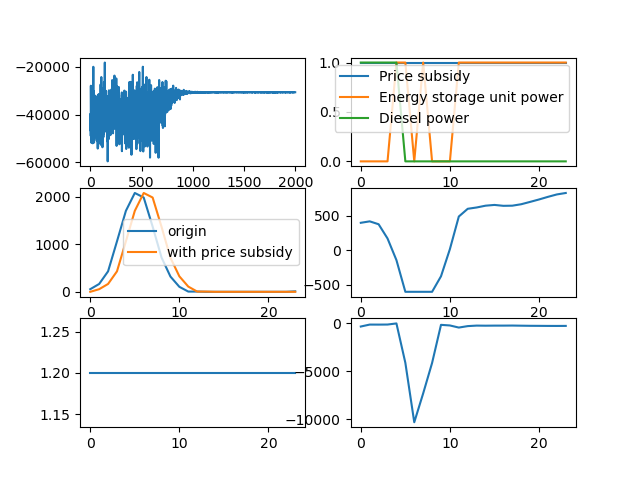 −20000
−40000
−60000
0 500 1000 1500 2000
1.0
0.5
0.0
Price subsidy
Energy storage unit power
Diesel power
0 10 20
2000
1000
0
origin
with price subsidy
0 10 20
500
0
−500
0 10 20
1.25
1.20
1.15
0 10 20
0
−5000
−10000
0 10 20